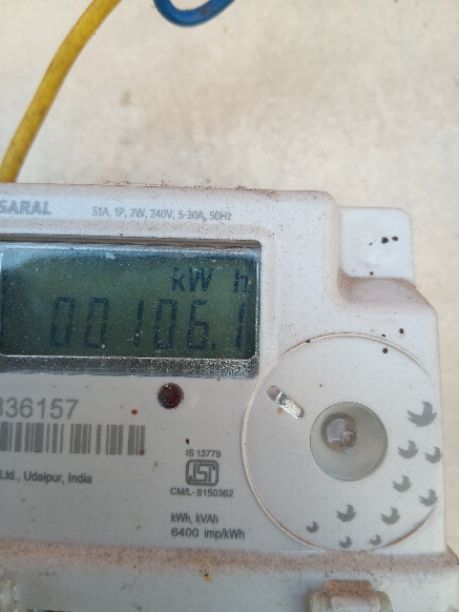 SARAL S1A, 1P, 2W, 240V, 5-30A, 50Hz
kW h
00106.1
336157
Ltd., Udaipur, India
IS 13779
CM/L- 8150362
kWh, kVAh
6400 imp/kWh